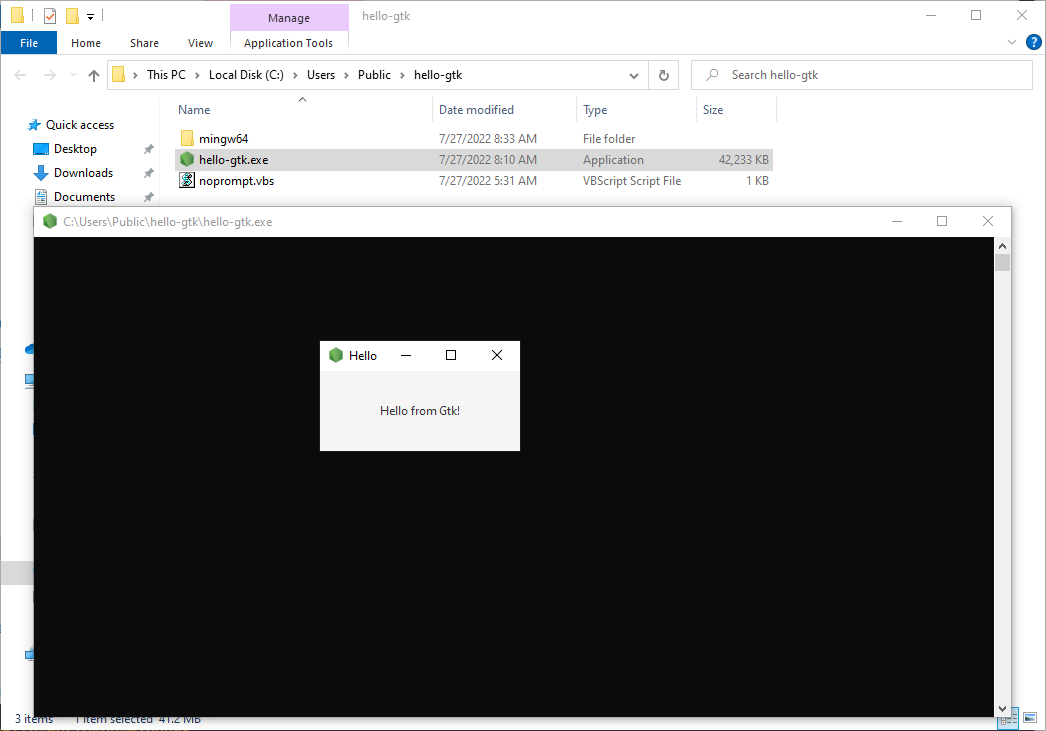 Manage hello-gtk
File Home Share View Application Tools
This PC > Local Disk (C:) > Users > Public > hello-gtk
Search hello-gtk
Name Date modified Type Size
Quick access
Desktop
Downloads
Documents
mingw64 7/27/2022 8:33 AM File folder
hello-gtk.exe 7/27/2022 8:10 AM Application 42,233 KB
noprompt.vbs 7/27/2022 5:31 AM VBScript Script File 1 KB
C:\Users\Public\hello-gtk\hello-gtk.exe
Hello
Hello from Gtk!
3 items 1 item selected 41.2 MB